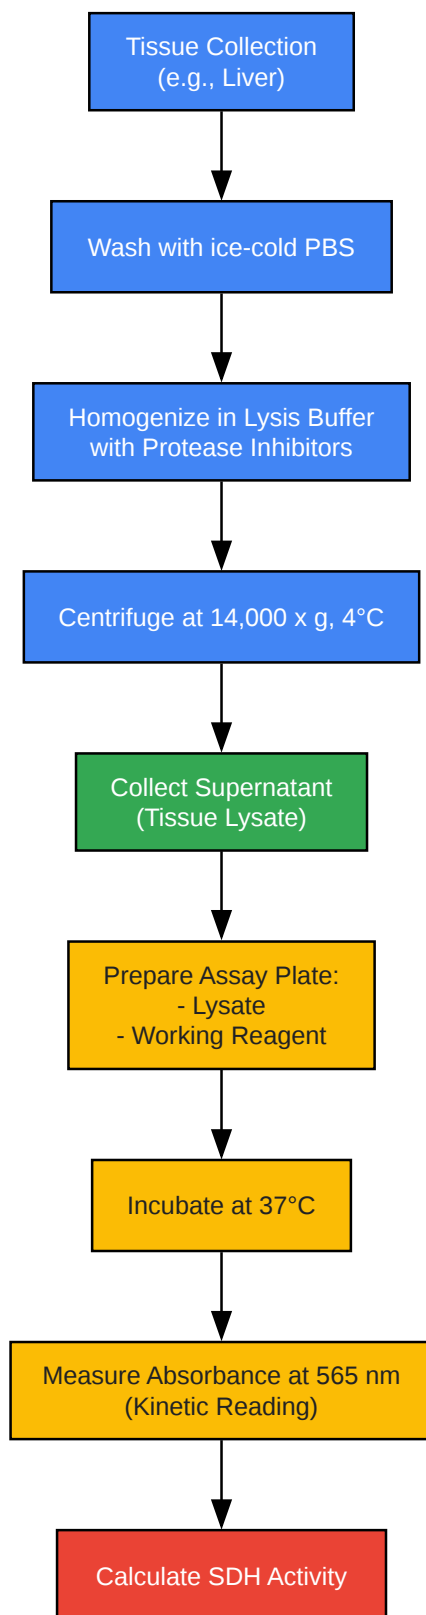 Tissue Collection
(e.g., Liver)
Wash with ice-cold PBS
Homogenize in Lysis Buffer
with Protease Inhibitors
Centrifuge at 14,000 x g, 4°C
Collect Supernatant
(Tissue Lysate)
Prepare Assay Plate:
- Lysate
- Working Reagent
Incubate at 37°C
Measure Absorbance at 565 nm
(Kinetic Reading)
Calculate SDH Activity